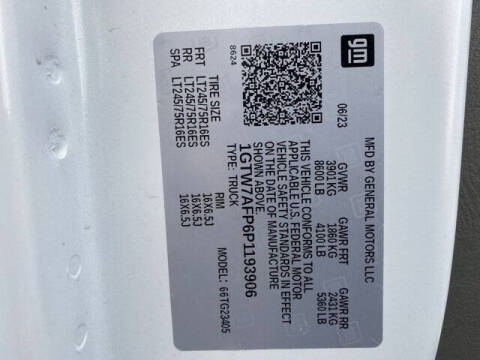 gm
MFD BY GENERAL MOTORS LLC
06/23
GVWR
3901 KG
8600 LB
GAWR FRT
1860 KG
4100 LB
GAWR RR
2431 KG
5360 LB
THIS VEHICLE CONFORMS TO ALL
APPLICABLE U.S. FEDERAL MOTOR
VEHICLE SAFETY STANDARDS IN EFFECT
ON THE DATE OF MANUFACTURE
SHOWN ABOVE.
1GTW7AFP6P1193906
TYPE: TRUCK
MODEL: 66TG23405
8624
TIRE SIZE
RIM
FRT LT245/75R16ES 16X6.5J
RR LT245/75R16ES 16X6.5J
SPA LT245/75R16ES 16X6.5J